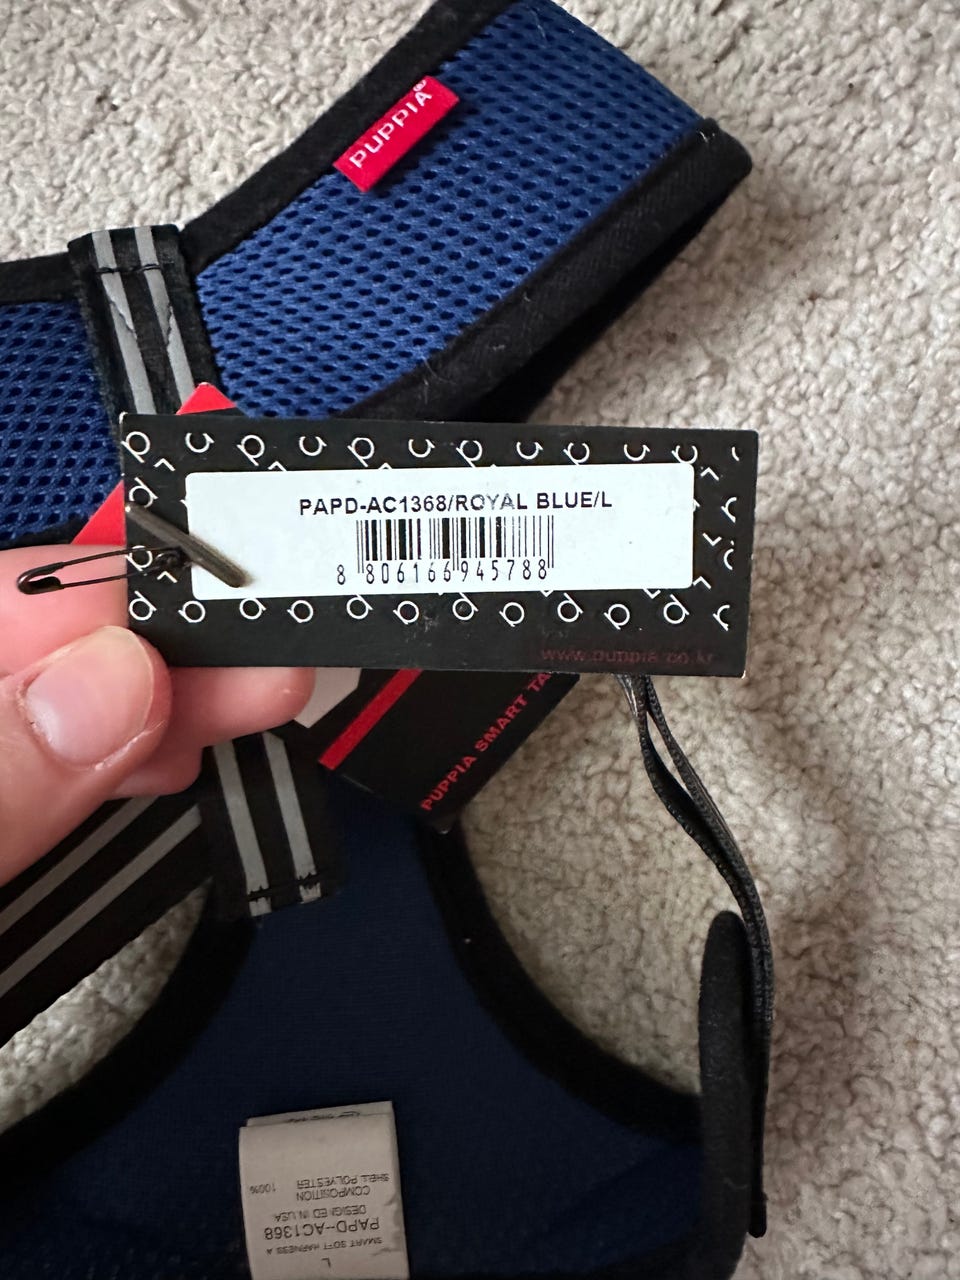 PUPPIA®
PAPD-AC1368/ROYAL BLUE/L
8 806166 945788
www.puppia.co.kr
PUPPIA SMART TA
L
SMART SOFT HARNESS A
PAPD-AC1368
DESIGNED IN USA
COMPOSITION
SHELL POLYESTER 100%